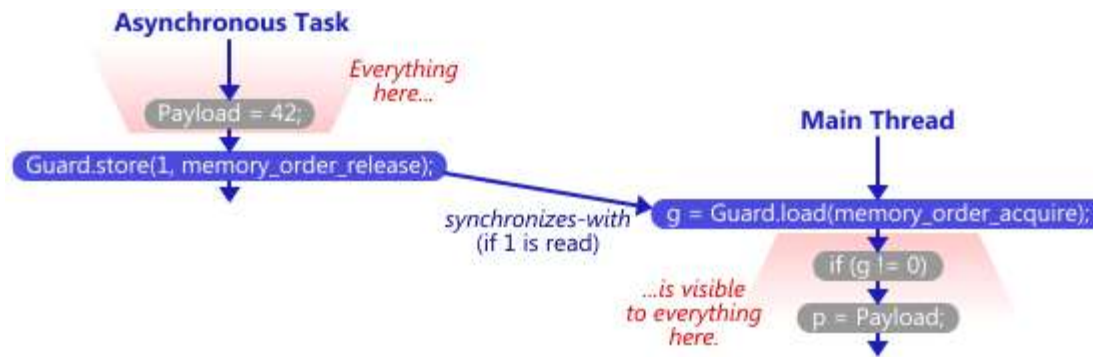 Asynchronous Task
Everything
here...
Payload = 42;
Guard.store(1, memory_order_release);
Main Thread
synchronizes-with
(if 1 is read)
g = Guard.load(memory_order_acquire);
if (g != 0)
...is visible
to everything
here.
p = Payload;